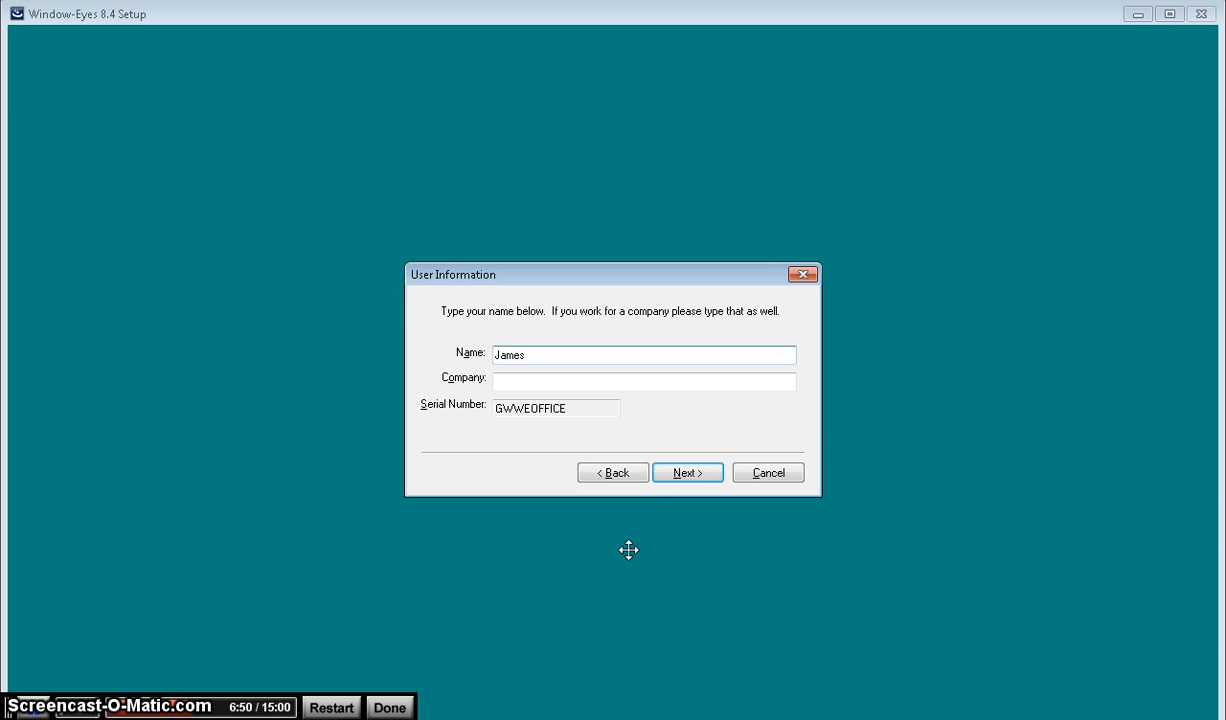 Window-Eyes 8.4 Setup
User Information
Type your name below. If you work for a company please type that as well.
Name: James
Company:
Serial Number: GWWEOFFICE
< Back Next > Cancel
Screencast-O-Matic.com 6:50 / 15:00 Restart Done